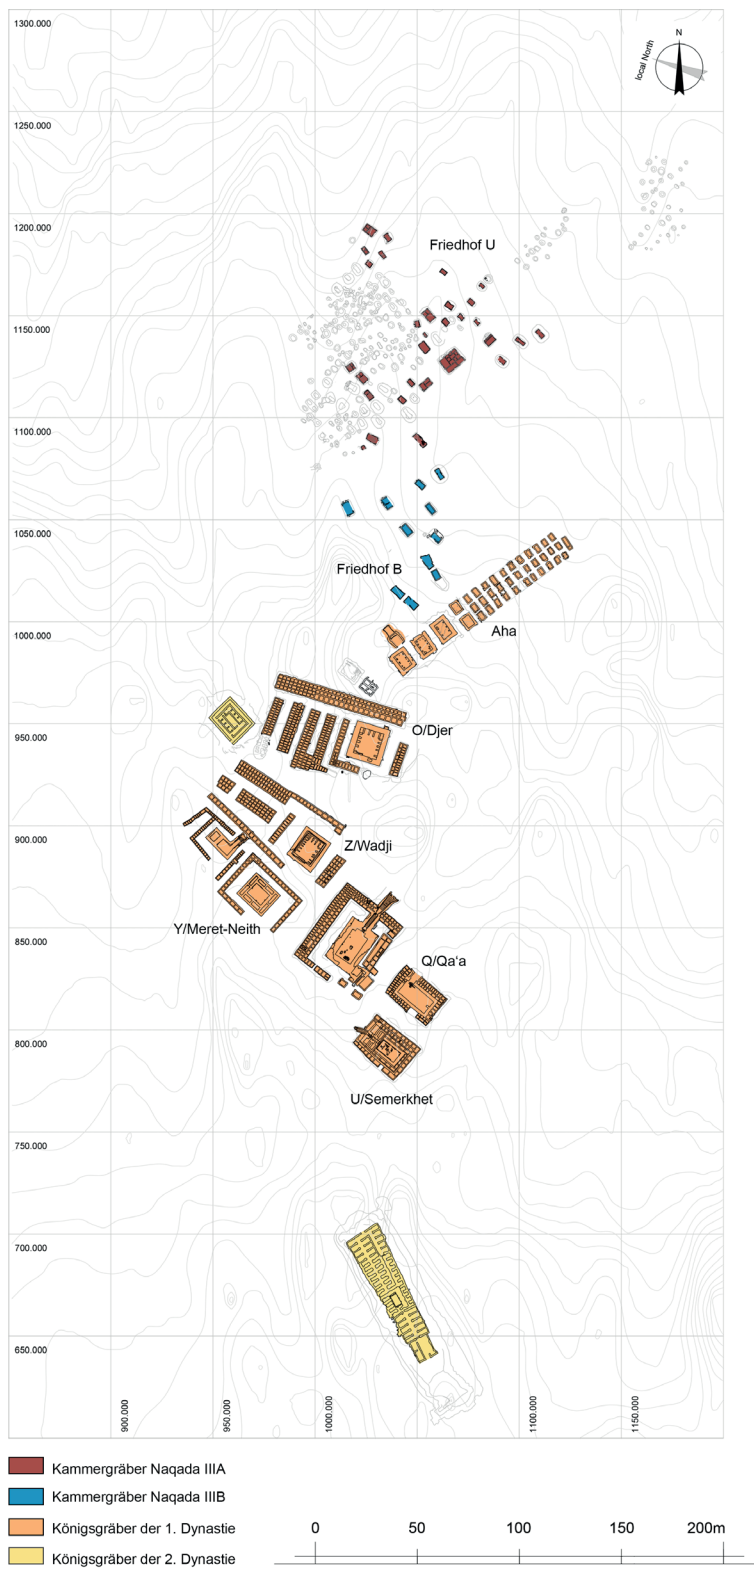 1300.000
N
local North
1250.000
1200.000
Friedhof U
1150.000
1100.000
1050.000
Friedhof B
1000.000
Aha
O/Djer
950.000
900.000
Z/Wadji
Y/Meret-Neith
850.000
Q/Qa‘a
800.000
U/Semerkhet
750.000
700.000
650.000
900.000
950.000
1000.000
1100.000
1150.000
Kammergräber Naqada IIIA
Kammergräber Naqada IIIB
Königsgräber der 1. Dynastie
Königsgräber der 2. Dynastie
0 50 100 150 200m